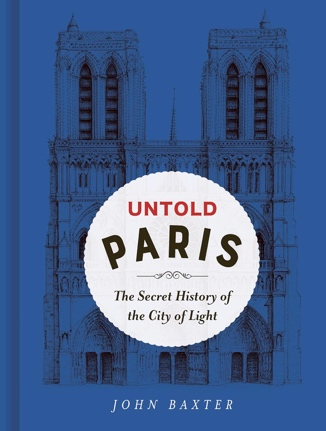 UNTOLD
PARIS
The Secret History of
the City of Light
JOHN BAXTER